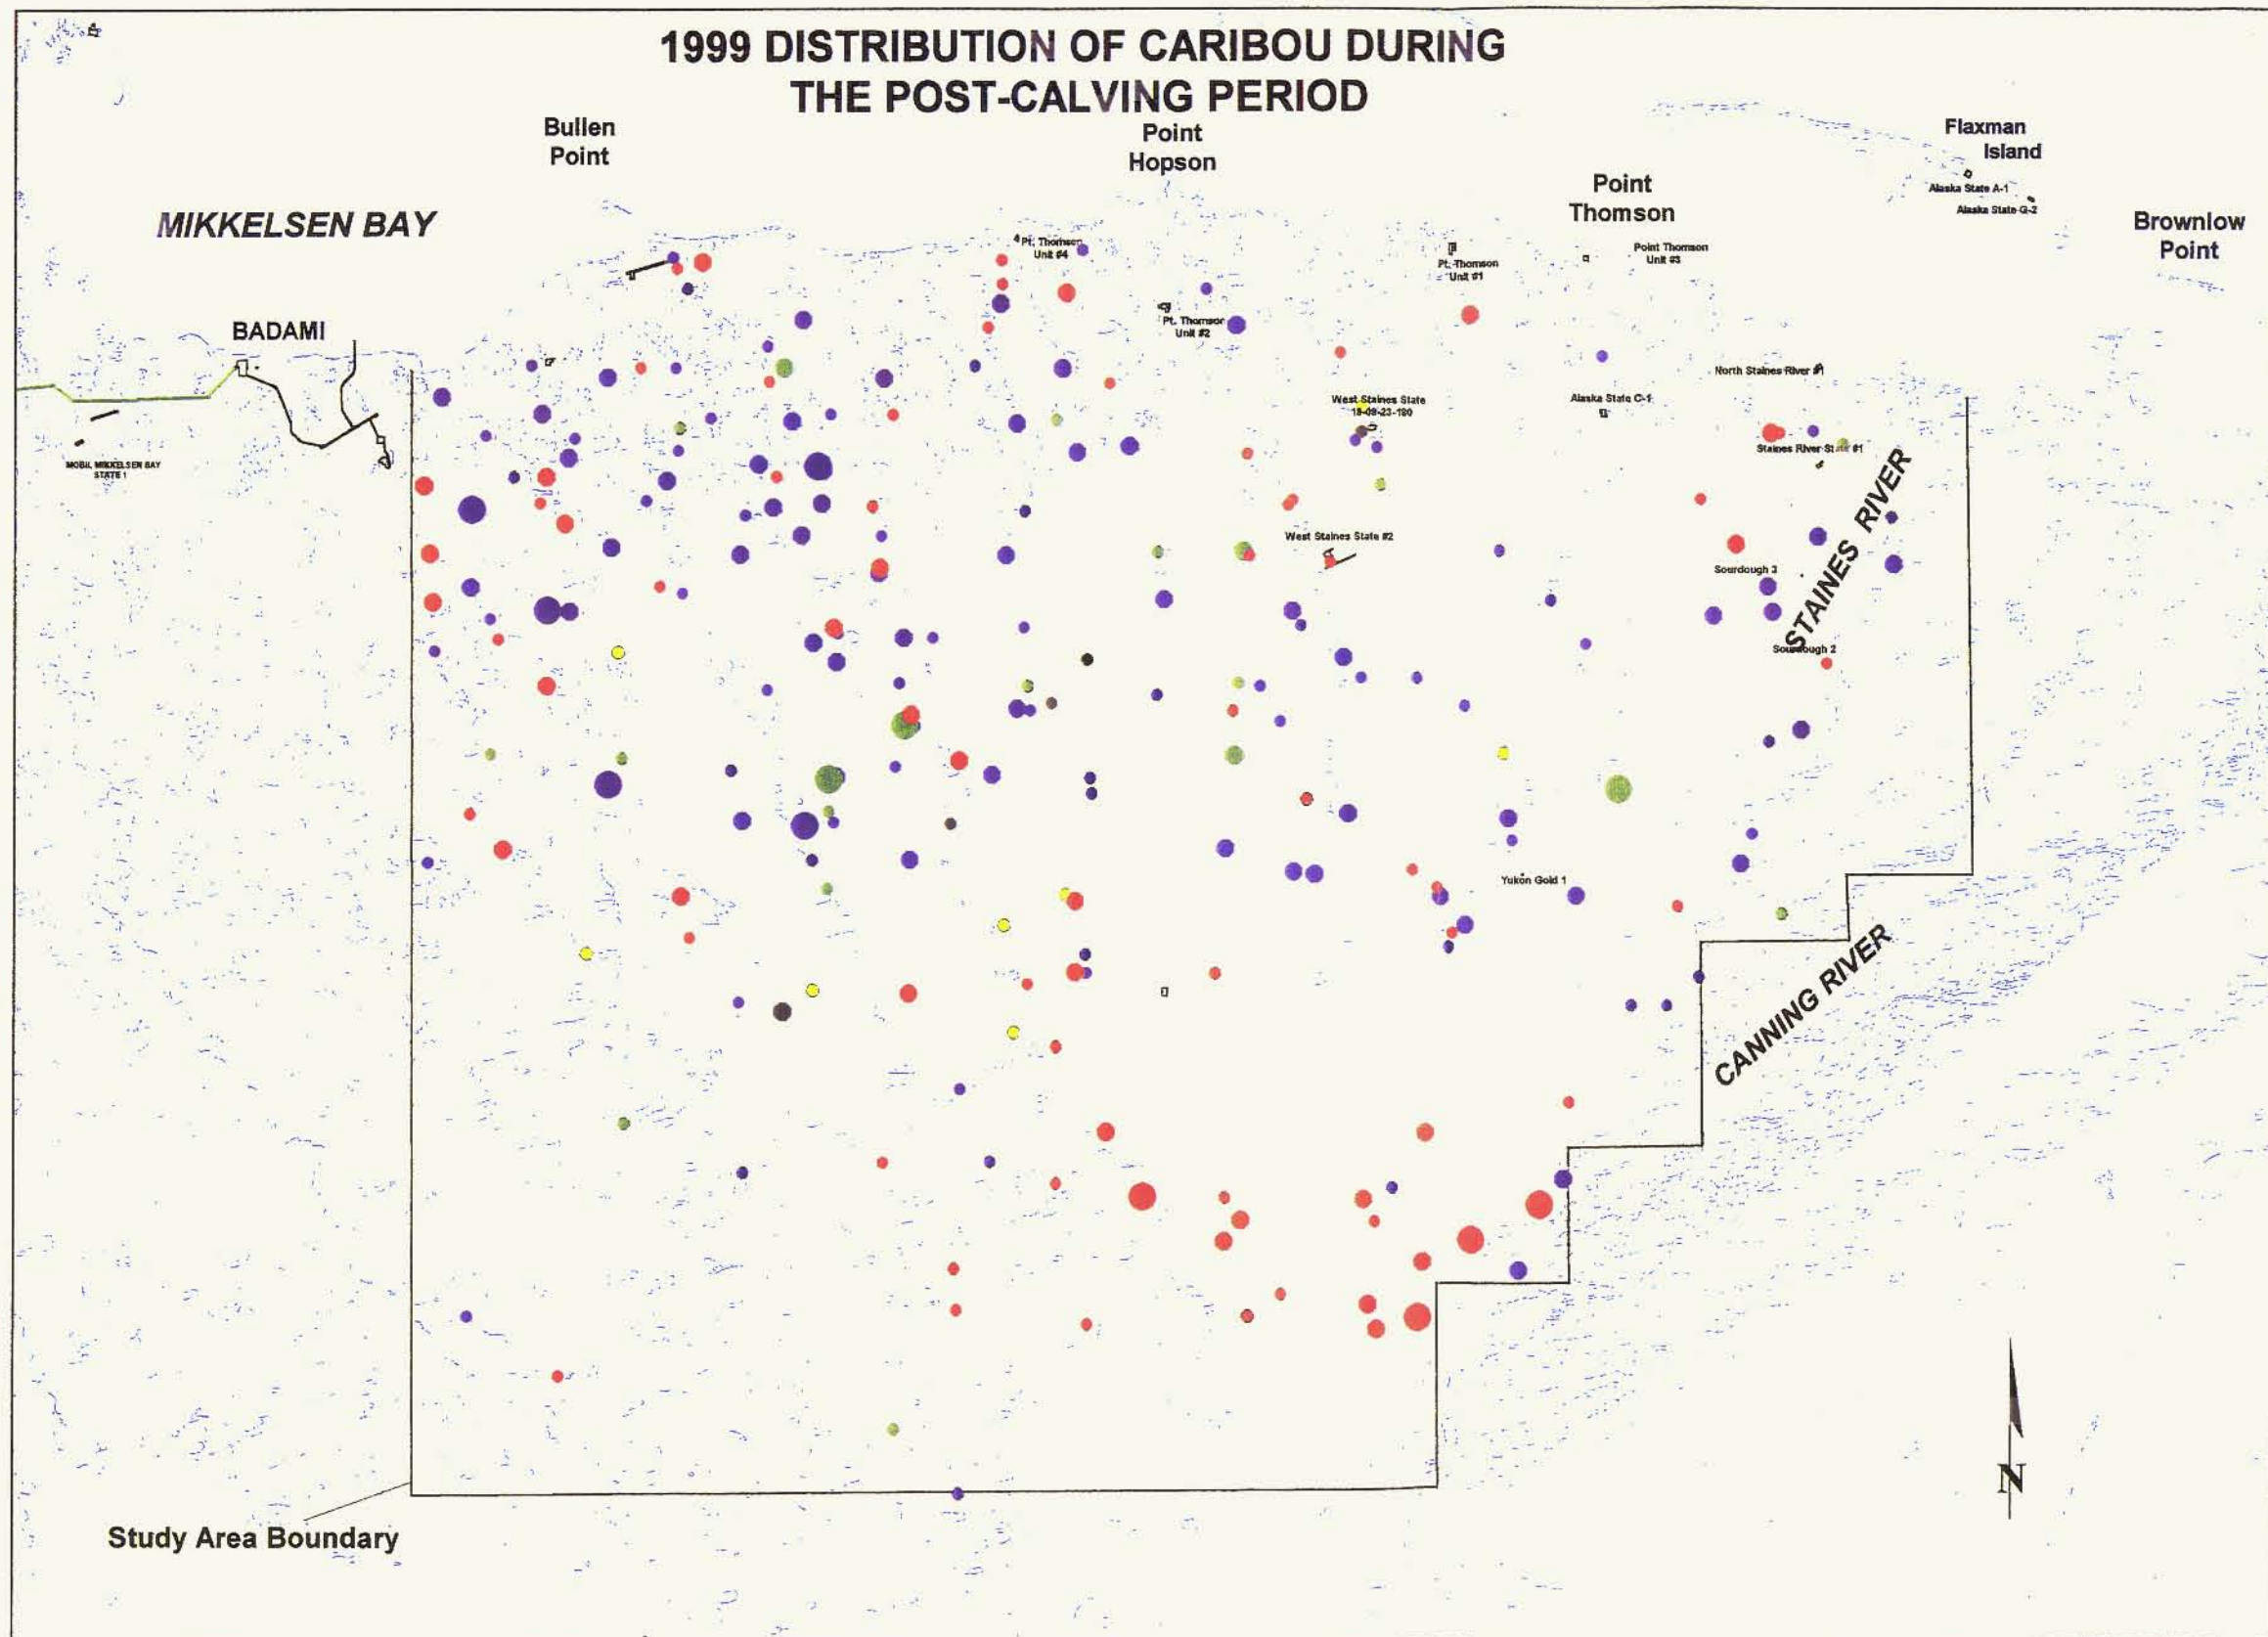 1999 DISTRIBUTION OF CARIBOU DURING
THE POST-CALVING PERIOD
Bullen
Point
Point
Hopson
Flaxman
Island
Alaska State A-1
Alaska State G-2
Point
Thomson
MIKKELSEN BAY
Brownlow
Point
Pt. Thomson
Unit #4
Pt. Thomson
Unit #1
Point Thomson
Unit #3
Pt. Thomson
Unit #2
BADAMI
North Staines River #1
West Staines State
18-09-23-180
Alaska State C-1
Staines River State #1
MOBIL MIKKELSEN BAY
STATE 1
STAINES RIVER
West Staines State #2
Sourdough 3
Sourdough 2
Yukon Gold 1
CANNING RIVER
N
Study Area Boundary